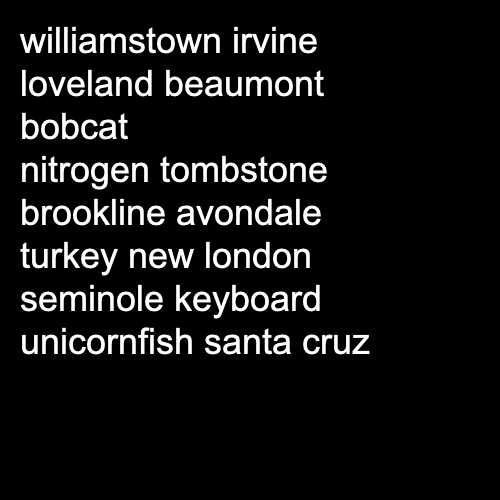 williamstown irvine
loveland beaumont
bobcat
nitrogen tombstone
brookline avondale
turkey new london
seminole keyboard
unicornfish santa cruz